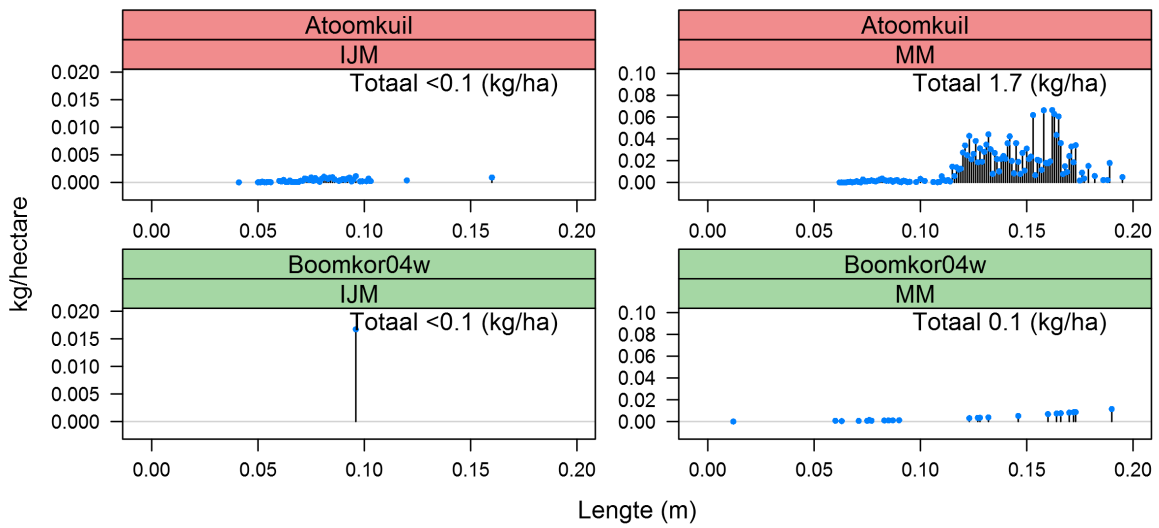 Atoomkuil
IJM
Totaal <0.1 (kg/ha)
0.020
0.015
0.010
0.005
0.000
0.00 0.05 0.10 0.15 0.20
Atoomkuil
MM
Totaal 1.7 (kg/ha)
0.10
0.08
0.06
0.04
0.02
0.00
0.00 0.05 0.10 0.15 0.20
Boomkor04w
IJM
Totaal <0.1 (kg/ha)
0.020
0.015
0.010
0.005
0.000
0.00 0.05 0.10 0.15 0.20
Boomkor04w
MM
Totaal 0.1 (kg/ha)
0.10
0.08
0.06
0.04
0.02
0.00
0.00 0.05 0.10 0.15 0.20
kg/hectare
Lengte (m)